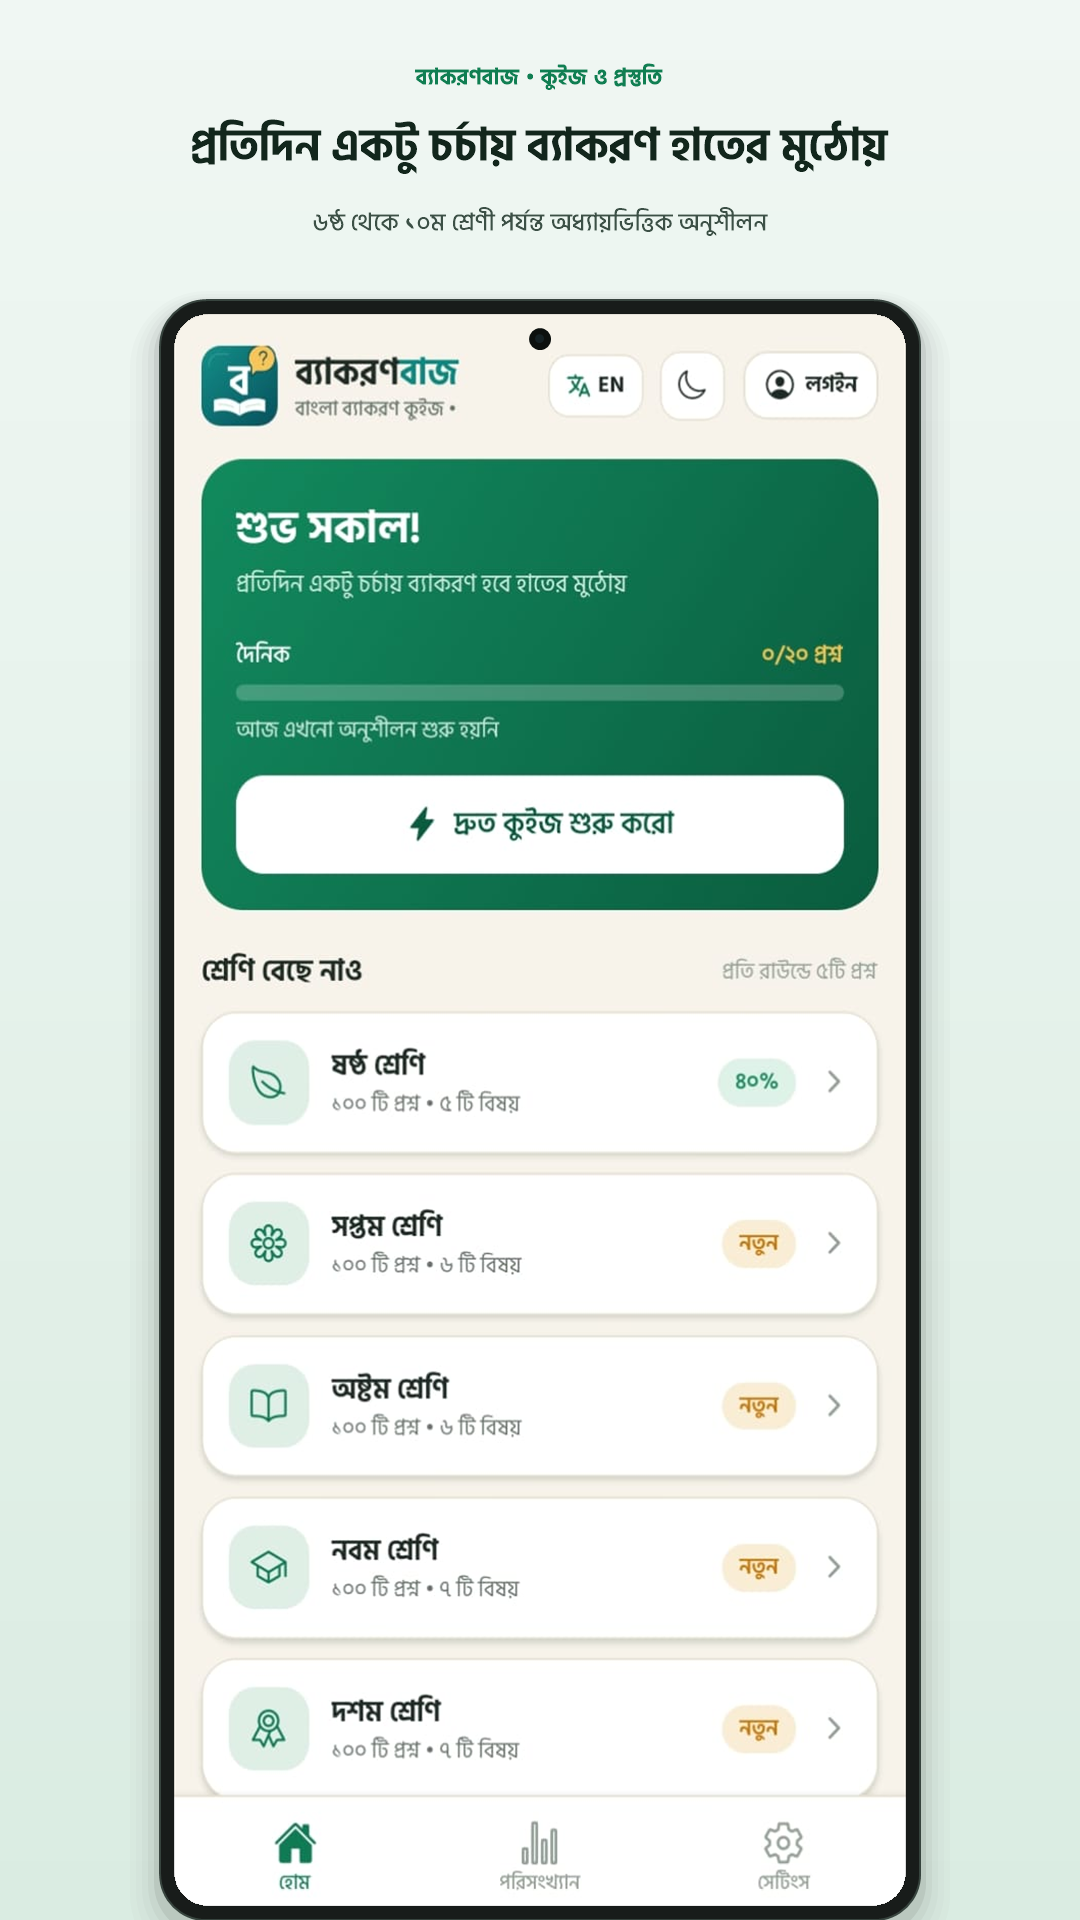 ব্যাকরণবাজ • কুইজ ও প্রস্তুতি
প্রতিদিন একটু চর্চায় ব্যাকরণ হাতের মুঠোয়
৬ষ্ঠ থেকে ১০ম শ্রেণী পর্যন্ত অধ্যায়ভিত্তিক অনুশীলন
ব ?
ব্যাকরণবাজ
বাংলা ব্যাকরণ কুইজ •
EN
লগইন
শুভ সকাল!
প্রতিদিন একটু চর্চায় ব্যাকরণ হবে হাতের মুঠোয়
দৈনিক ০/২০ প্রশ্ন
আজ এখনো অনুশীলন শুরু হয়নি
দ্রুত কুইজ শুরু করো
শ্রেণি বেছে নাও প্রতি রাউন্ডে ৫টি প্রশ্ন
ষষ্ঠ শ্রেণি
১০০ টি প্রশ্ন • ৫ টি বিষয়
৪০%
সপ্তম শ্রেণি
১০০ টি প্রশ্ন • ৬ টি বিষয়
নতুন
অষ্টম শ্রেণি
১০০ টি প্রশ্ন • ৬ টি বিষয়
নতুন
নবম শ্রেণি
১০০ টি প্রশ্ন • ৭ টি বিষয়
নতুন
দশম শ্রেণি
১০০ টি প্রশ্ন • ৭ টি বিষয়
নতুন
হোম পরিসংখ্যান সেটিংস